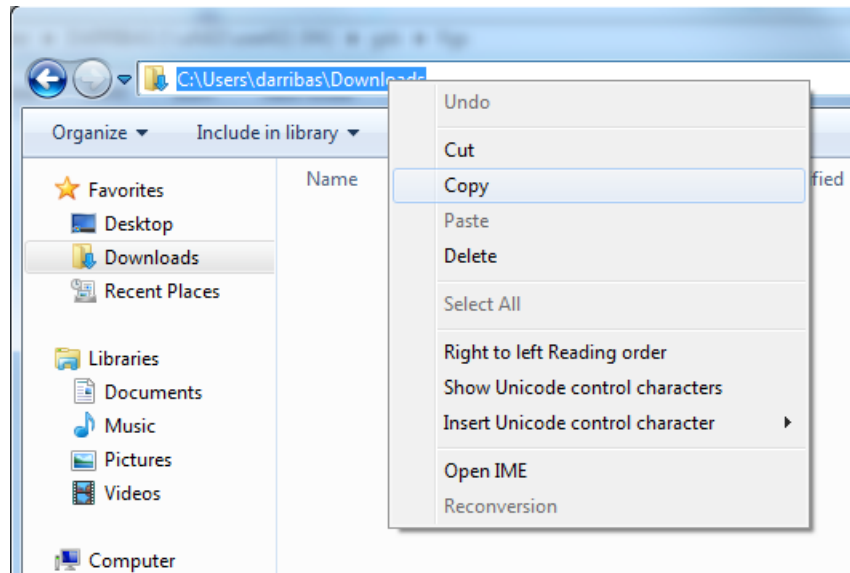 C:\Users\darribas\Downloads
Organize Include in library
Favorites
Desktop
Downloads
Recent Places
Libraries
Documents
Music
Pictures
Videos
Computer
Name
Undo
Cut
Copy
Paste
Delete
Select All
Right to left Reading order
Show Unicode control characters
Insert Unicode control character
Open IME
Reconversion